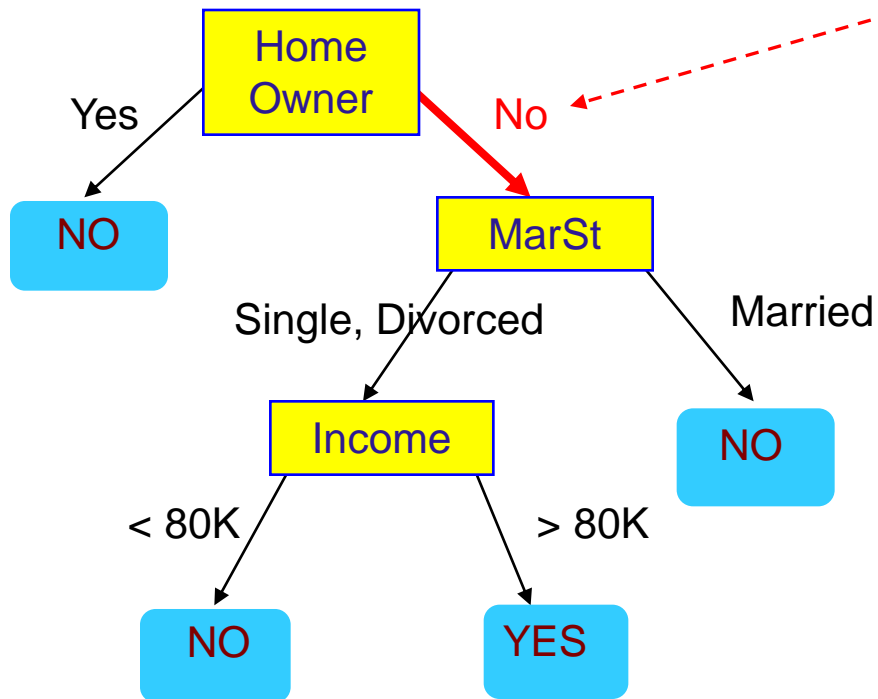 Home
Owner
Yes
No
NO
MarSt
Single, Divorced
Married
Income
NO
< 80K
> 80K
NO
YES